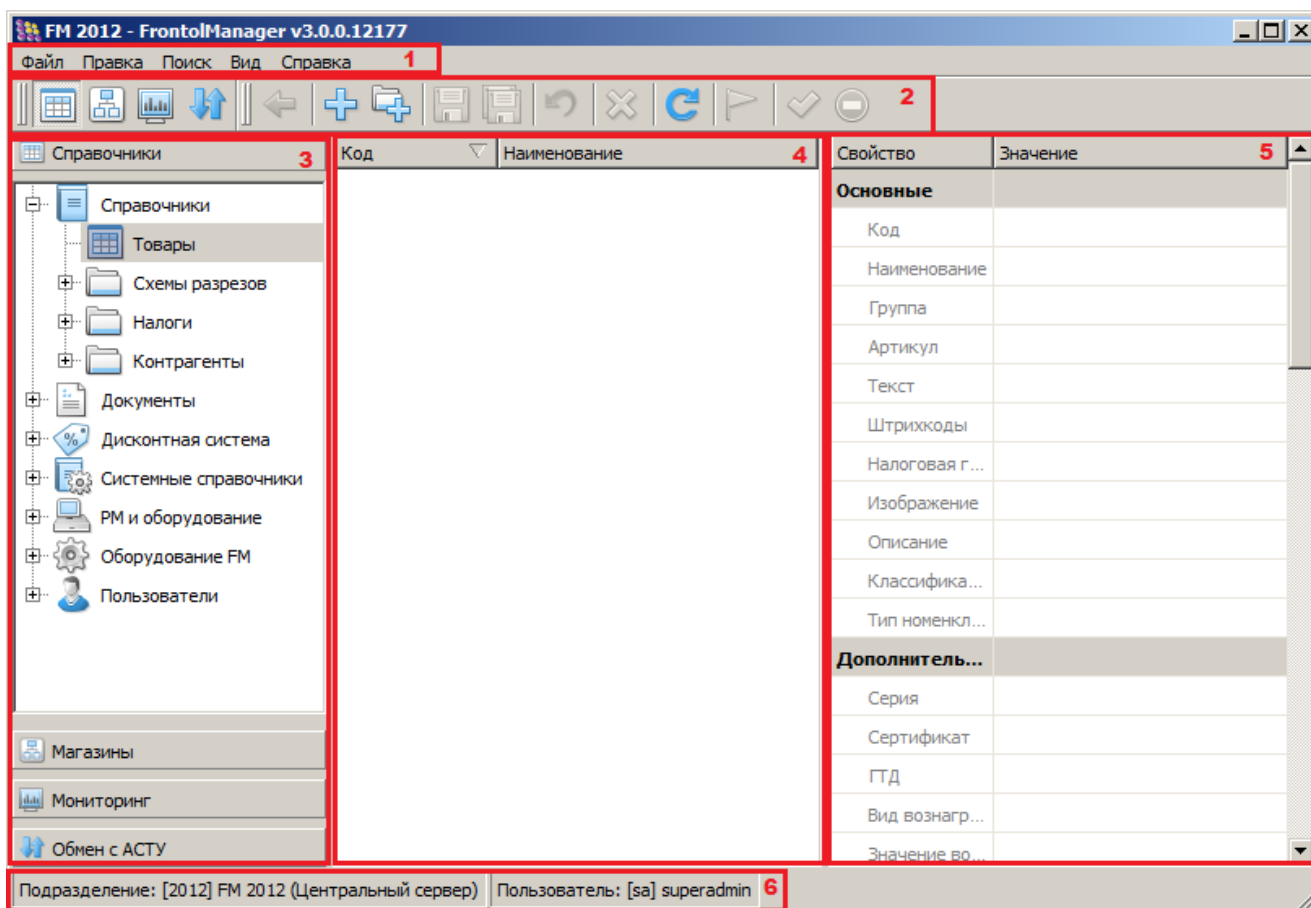 FM 2012 - FrontolManager v3.0.0.12177
Файл Правка Поиск Вид Справка 1
2
Справочники 3
Справочники
Товары
Схемы разрезов
Налоги
Контрагенты
Документы
Дисконтная система
Системные справочники
РМ и оборудование
Оборудование FM
Пользователи
Магазины
Мониторинг
Обмен с АСТУ
Код Наименование 4
Свойство Значение 5
Основные
Код
Наименование
Группа
Артикул
Текст
Штрихкоды
Налоговая г...
Изображение
Описание
Классифика...
Тип номенкл...
Дополнитель...
Серия
Сертификат
ГТД
Вид вознагр...
Значение во...
Подразделение: [2012] FM 2012 (Центральный сервер) Пользователь: [sa] superadmin 6